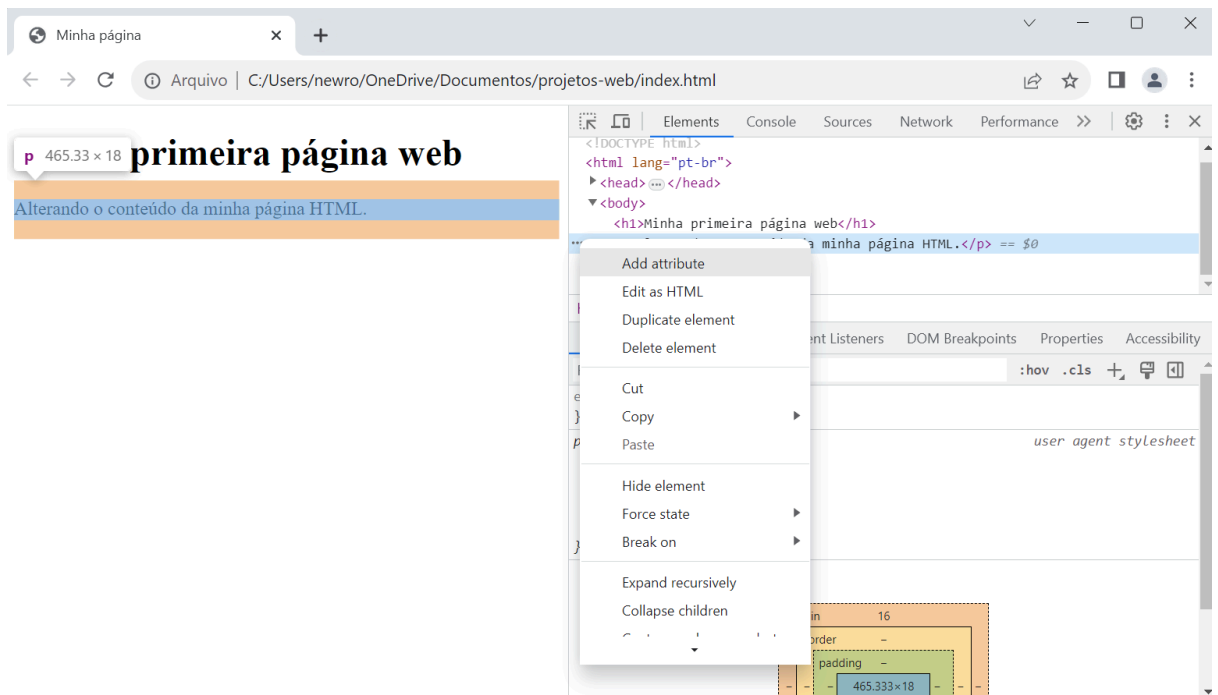 Minha página
Arquivo C:/Users/newro/OneDrive/Documentos/projetos-web/index.html
primeira página web
p 465.33 × 18
Alterando o conteúdo da minha página HTML.
Elements Console Sources Network Performance
<!DOCTYPE html>
<html lang="pt-br">
<head> … </head>
<body>
<h1>Minha primeira página web</h1>
minha página HTML.</p> == $0
Add attribute
Edit as HTML
Duplicate element
Delete element
Cut
Copy
Paste
Hide element
Force state
Break on
Expand recursively
Collapse children
Listeners DOM Breakpoints Properties Accessibility
:hov .cls
}
user agent stylesheet
}
16
–
padding –
– – – 465.333×18 – – –